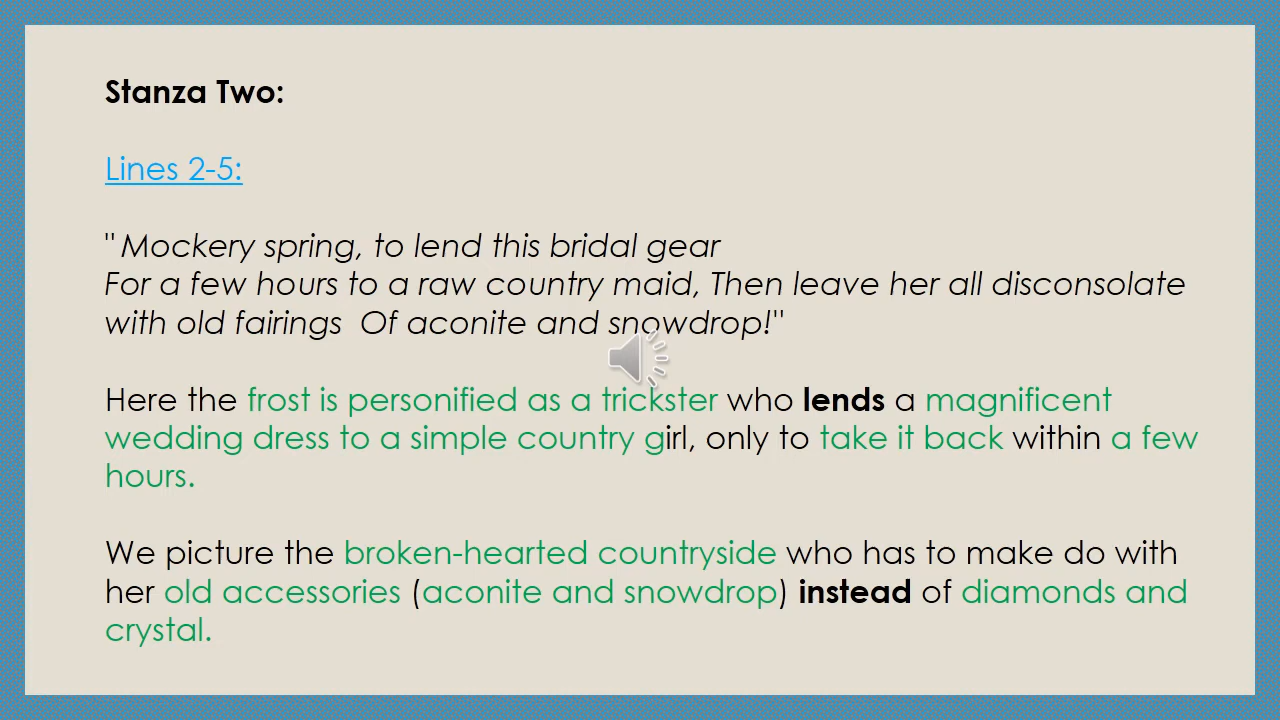 Stanza Two:
Lines 2-5:
"Mockery spring, to lend this bridal gear
For a few hours to a raw country maid, Then leave her all disconsolate
with old fairings  Of aconite and snowdrop!"
Here the frost is personified as a trickster who lends a magnificent
wedding dress to a simple country girl, only to take it back within a few
hours.
We picture the broken-hearted countryside who has to make do with
her old accessories (aconite and snowdrop) instead of diamonds and
crystal.